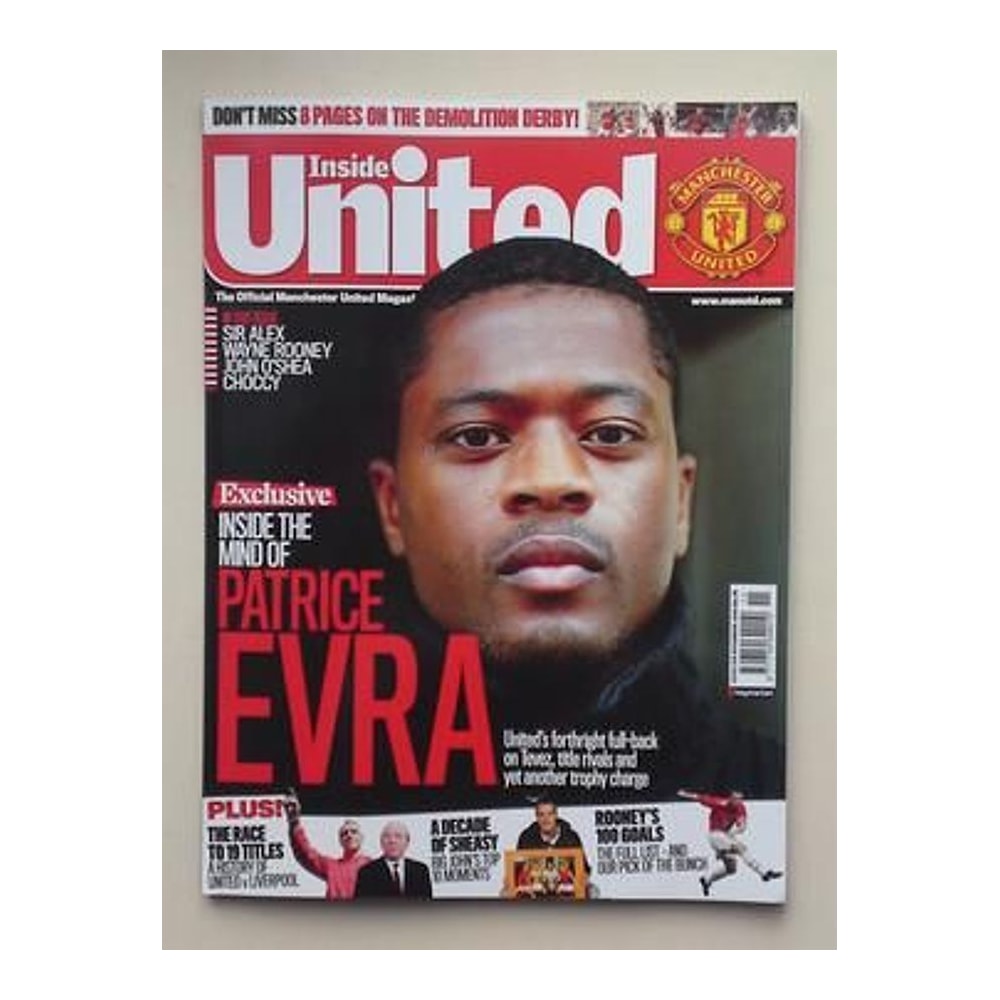 DON'T MISS 8 PAGES ON THE DEMOLITION DERBY!
Inside
United
MANCHESTER
UNITED
The Official Manchester United Magaz
www.manutd.com
IN THIS ISSUE
SIR ALEX
WAYNE ROONEY
JOHN O'SHEA
CHOCCY
Exclusive
INSIDE THE
MIND OF
PATRICE
EVRA
United's forthright full-back
on Tevez, title rivals and
yet another trophy charge
PLUS!
THE RACE
TO 19 TITLES
A HISTORY OF
UNITED v LIVERPOOL
A DECADE
OF SHEASY
BIG JOHN'S TOP
10 MOMENTS
ROONEY'S
100 GOALS
THE FULL LIST - AND
OUR PICK OF THE BUNCH